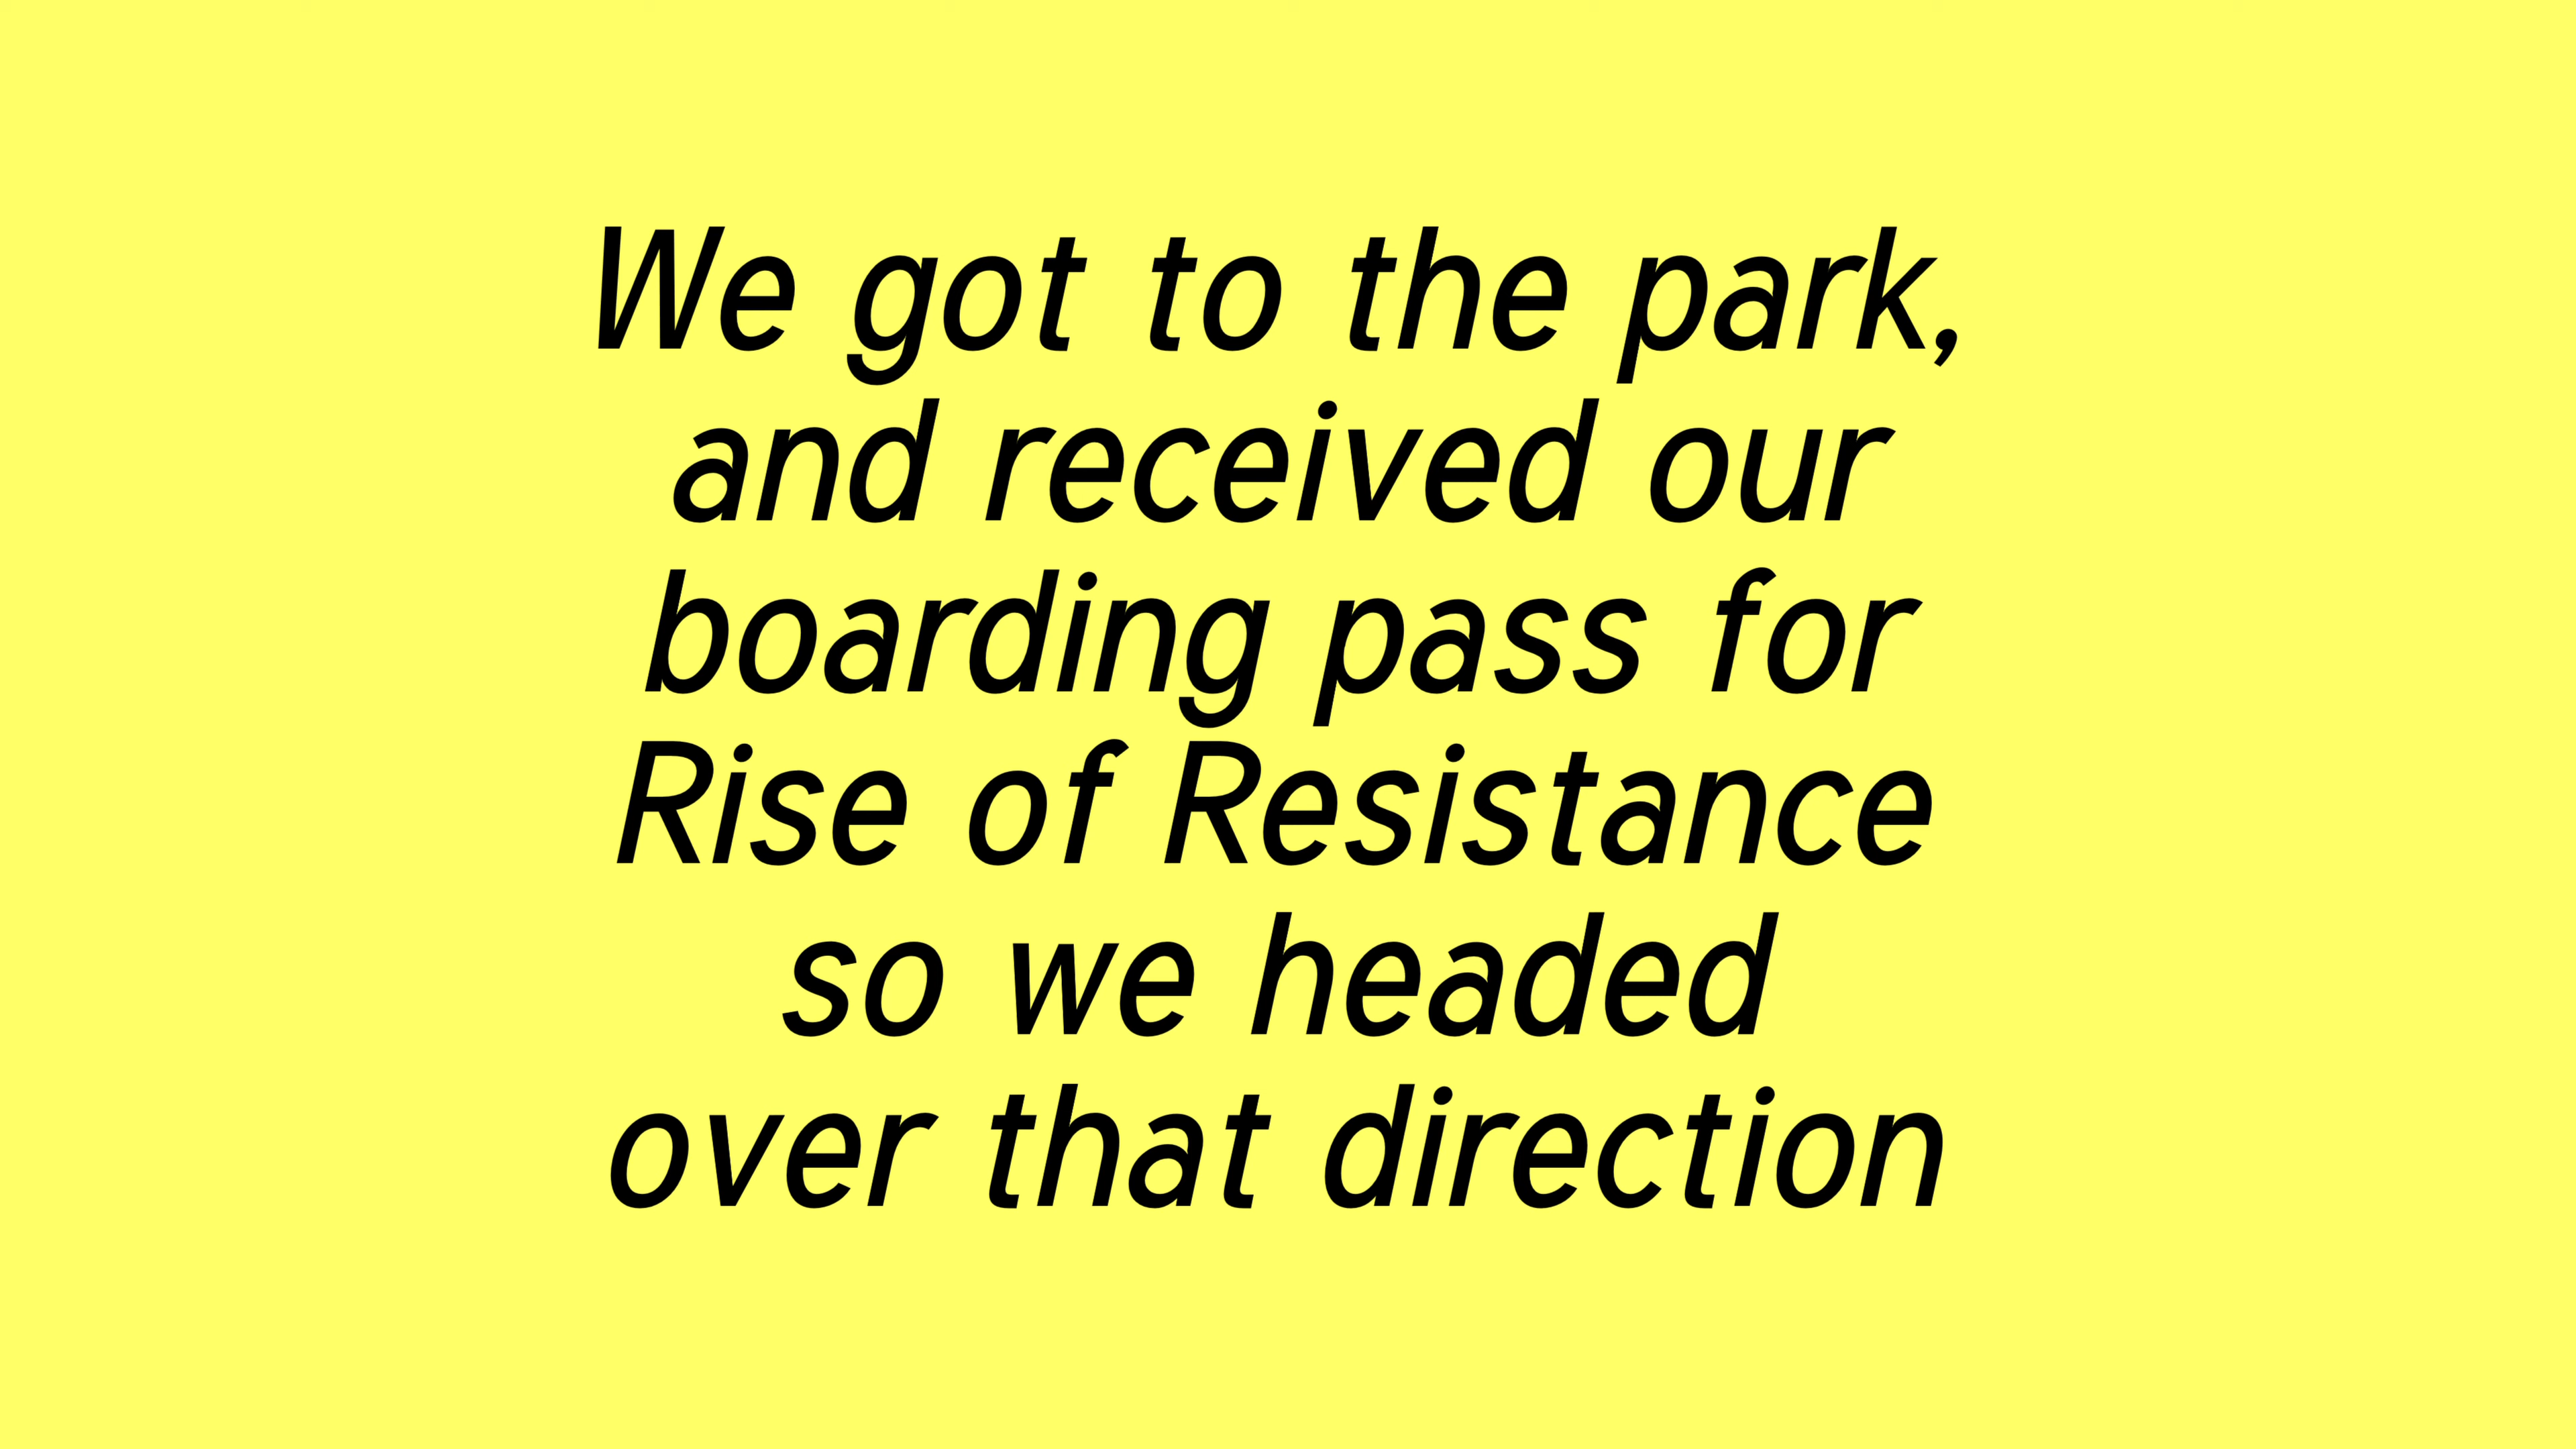 We got to the park,
and received our
boarding pass for
Rise of Resistance
so we headed
over that direction